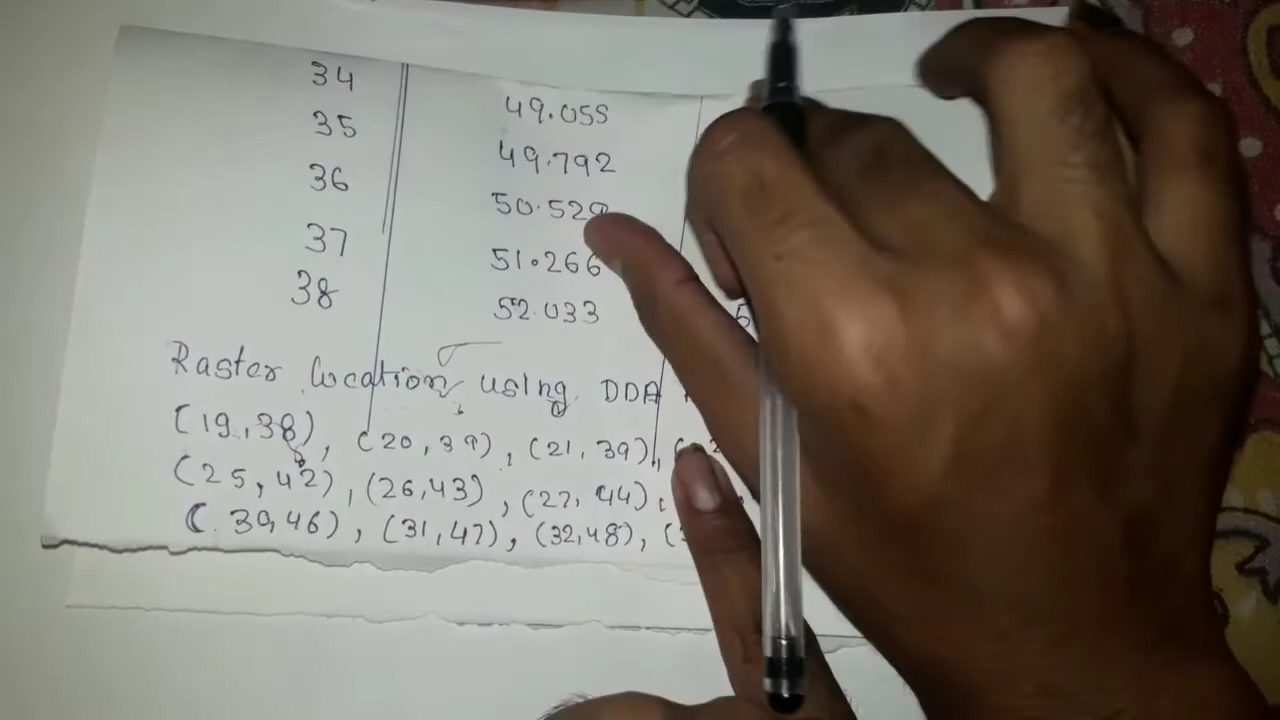 34 49.055
35 49.792
36 50.529
37 51.266
38 52.033 5
Raster location using DDA
(19,38), (20,39), (21,39),
(25,42), (26,43), (27,44),
(30,46), (31,47), (32,48), (